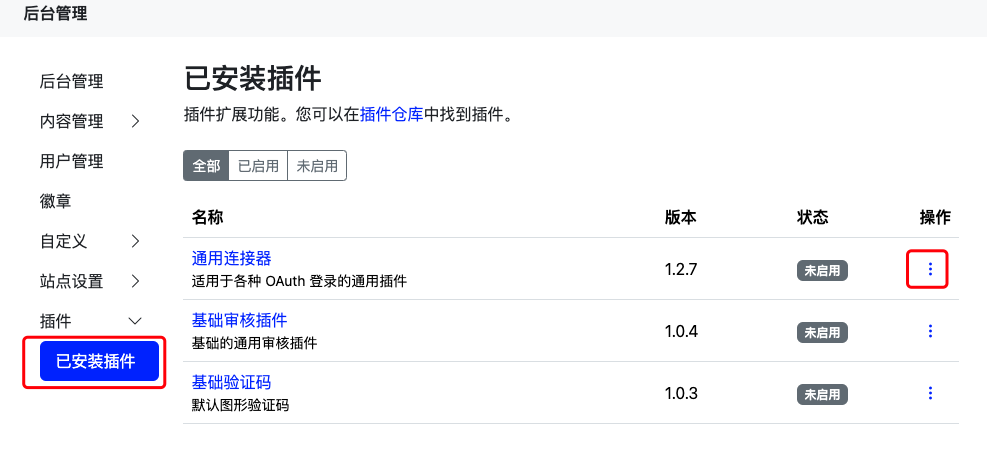 后台管理
后台管理
内容管理
用户管理
徽章
自定义
站点设置
插件
已安装插件
已安装插件
插件扩展功能。您可以在插件仓库中找到插件。
全部 已启用 未启用
名称 版本 状态 操作
通用连接器
适用于各种 OAuth 登录的通用插件
1.2.7 未启用
基础审核插件
基础的通用审核插件
1.0.4 未启用
基础验证码
默认图形验证码
1.0.3 未启用